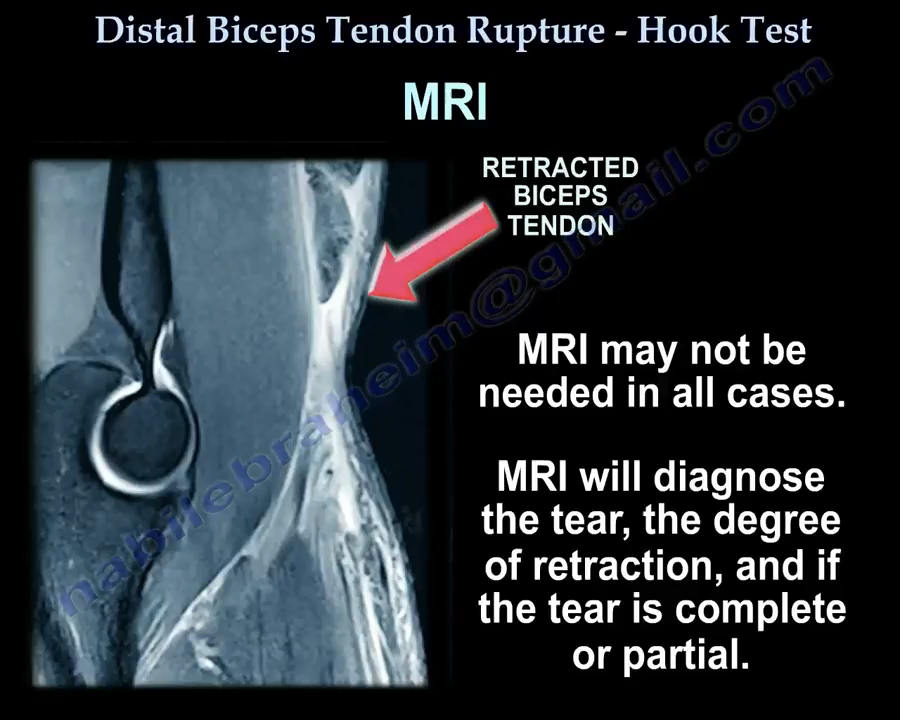 Distal Biceps Tendon Rupture - Hook Test
MRI
RETRACTED
BICEPS
TENDON
MRI may not be
needed in all cases.
MRI will diagnose
the tear, the degree
of retraction, and if
the tear is complete
or partial.
nabilebraheim@gmail.com